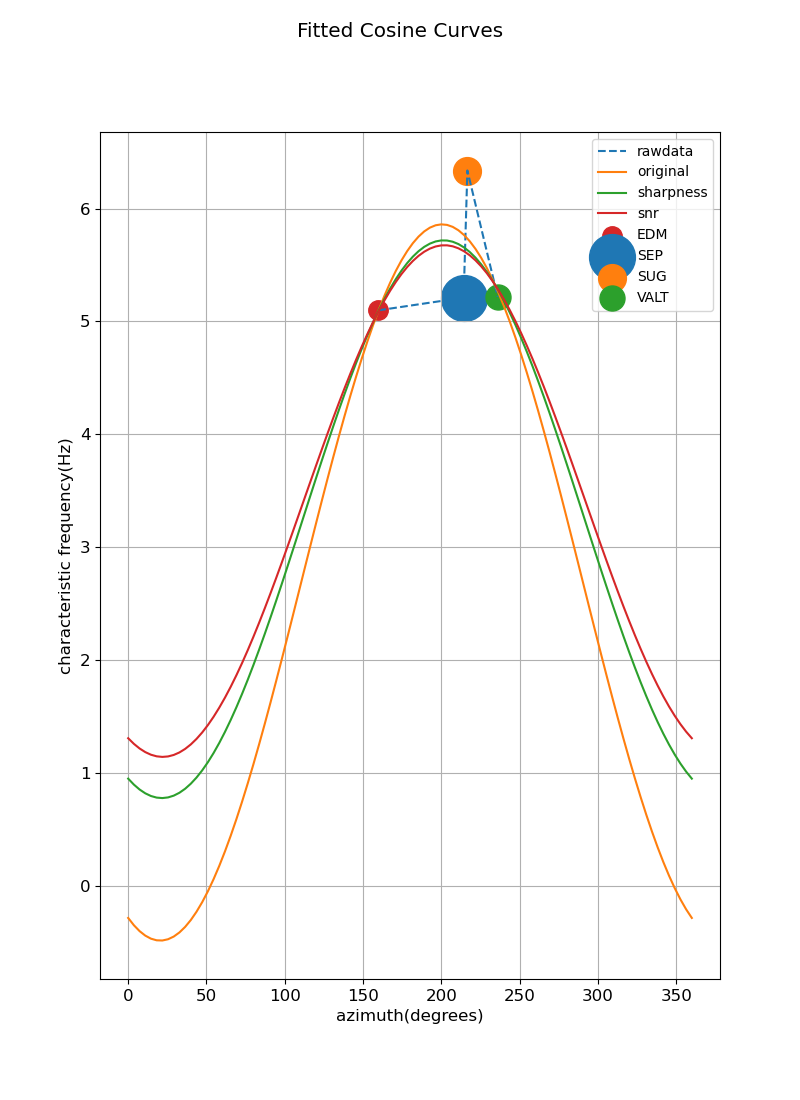 Fitted Cosine Curves
rawdata
original
sharpness
snr
EDM
SEP
SUG
VALT
6
5
4
3
2
1
0
characteristic frequency(Hz)
0 50 100 150 200 250 300 350
azimuth(degrees)